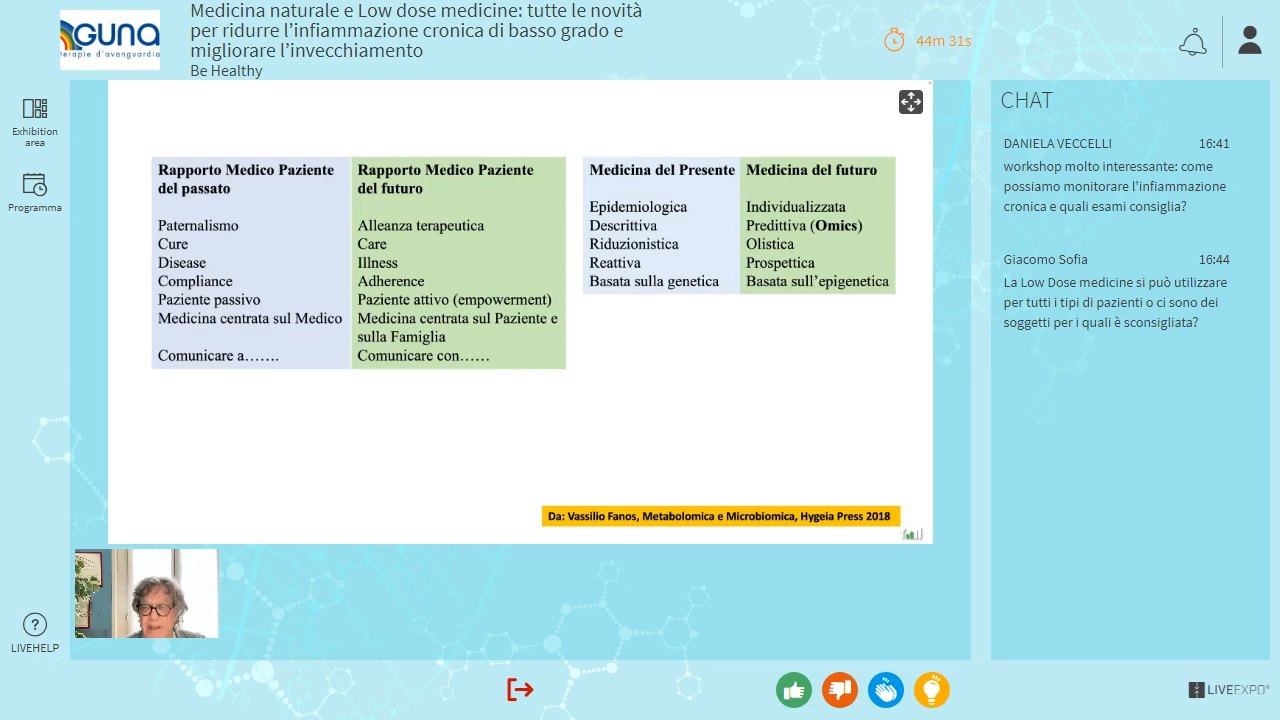 GUNA
terapie d'avanguardia
Medicina naturale e Low dose medicine: tutte le novità
per ridurre l'infiammazione cronica di basso grado e
migliorare l'invecchiamento
Be Healthy
44m 31s
Exhibition
area
Programma
LIVEHELP
Rapporto Medico Paziente
del passato
Paternalismo
Cure
Disease
Compliance
Paziente passivo
Medicina centrata sul Medico
Comunicare a…….
Rapporto Medico Paziente
del futuro
Alleanza terapeutica
Care
Illness
Adherence
Paziente attivo (empowerment)
Medicina centrata sul Paziente e
sulla Famiglia
Comunicare con……
Medicina del Presente
Epidemiologica
Descrittiva
Riduzionistica
Reattiva
Basata sulla genetica
Medicina del futuro
Individualizzata
Predittiva (Omics)
Olistica
Prospettica
Basata sull'epigenetica
Da: Vassilio Fanos, Metabolomica e Microbiomica, Hygeia Press 2018
CHAT
DANIELA VECCELLI 16:41
workshop molto interessante: come
possiamo monitorare l'infiammazione
cronica e quali esami consiglia?
Giacomo Sofia 16:44
La Low Dose medicine si può utilizzare
per tutti i tipi di pazienti o ci sono dei
soggetti per i quali è sconsigliata?
LIVEEXPO